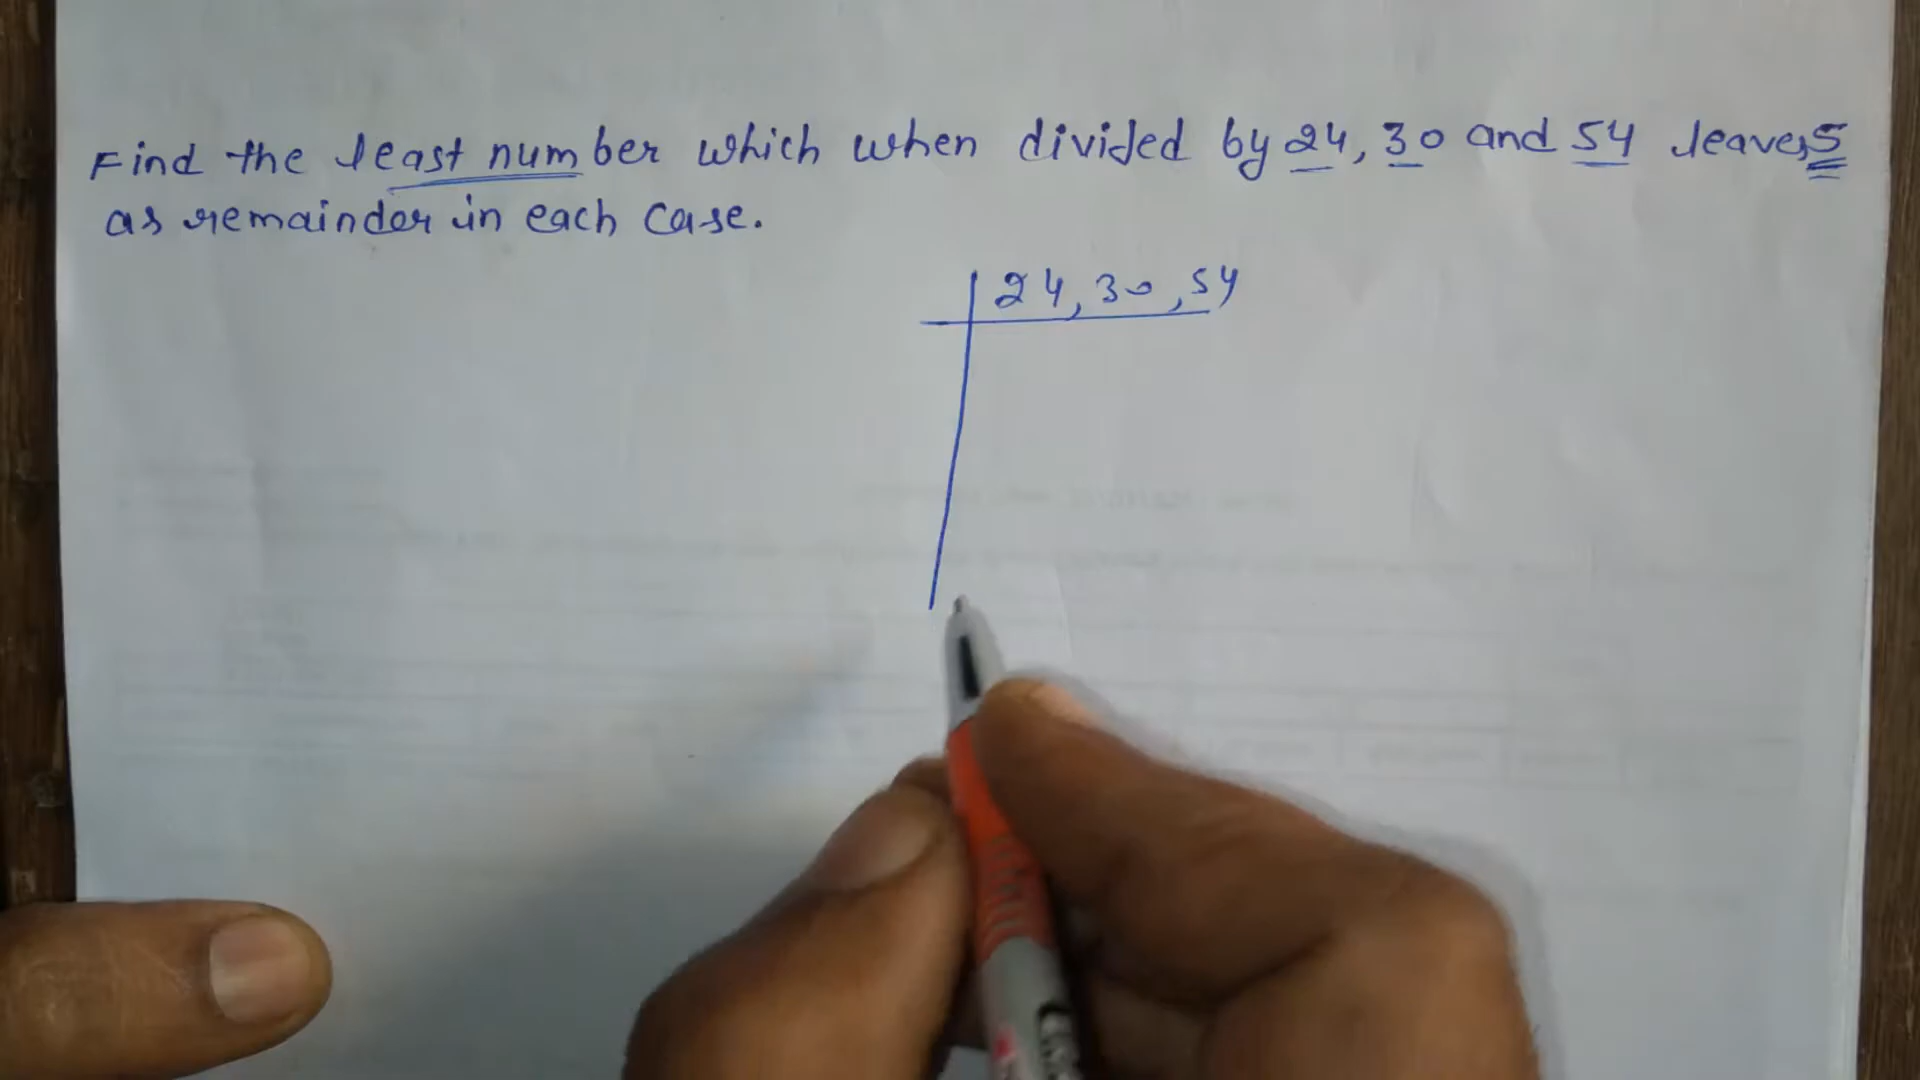 Find the least number which when divided by 24, 30 and 54 leaves 5
as remainder in each case.
24, 30, 54